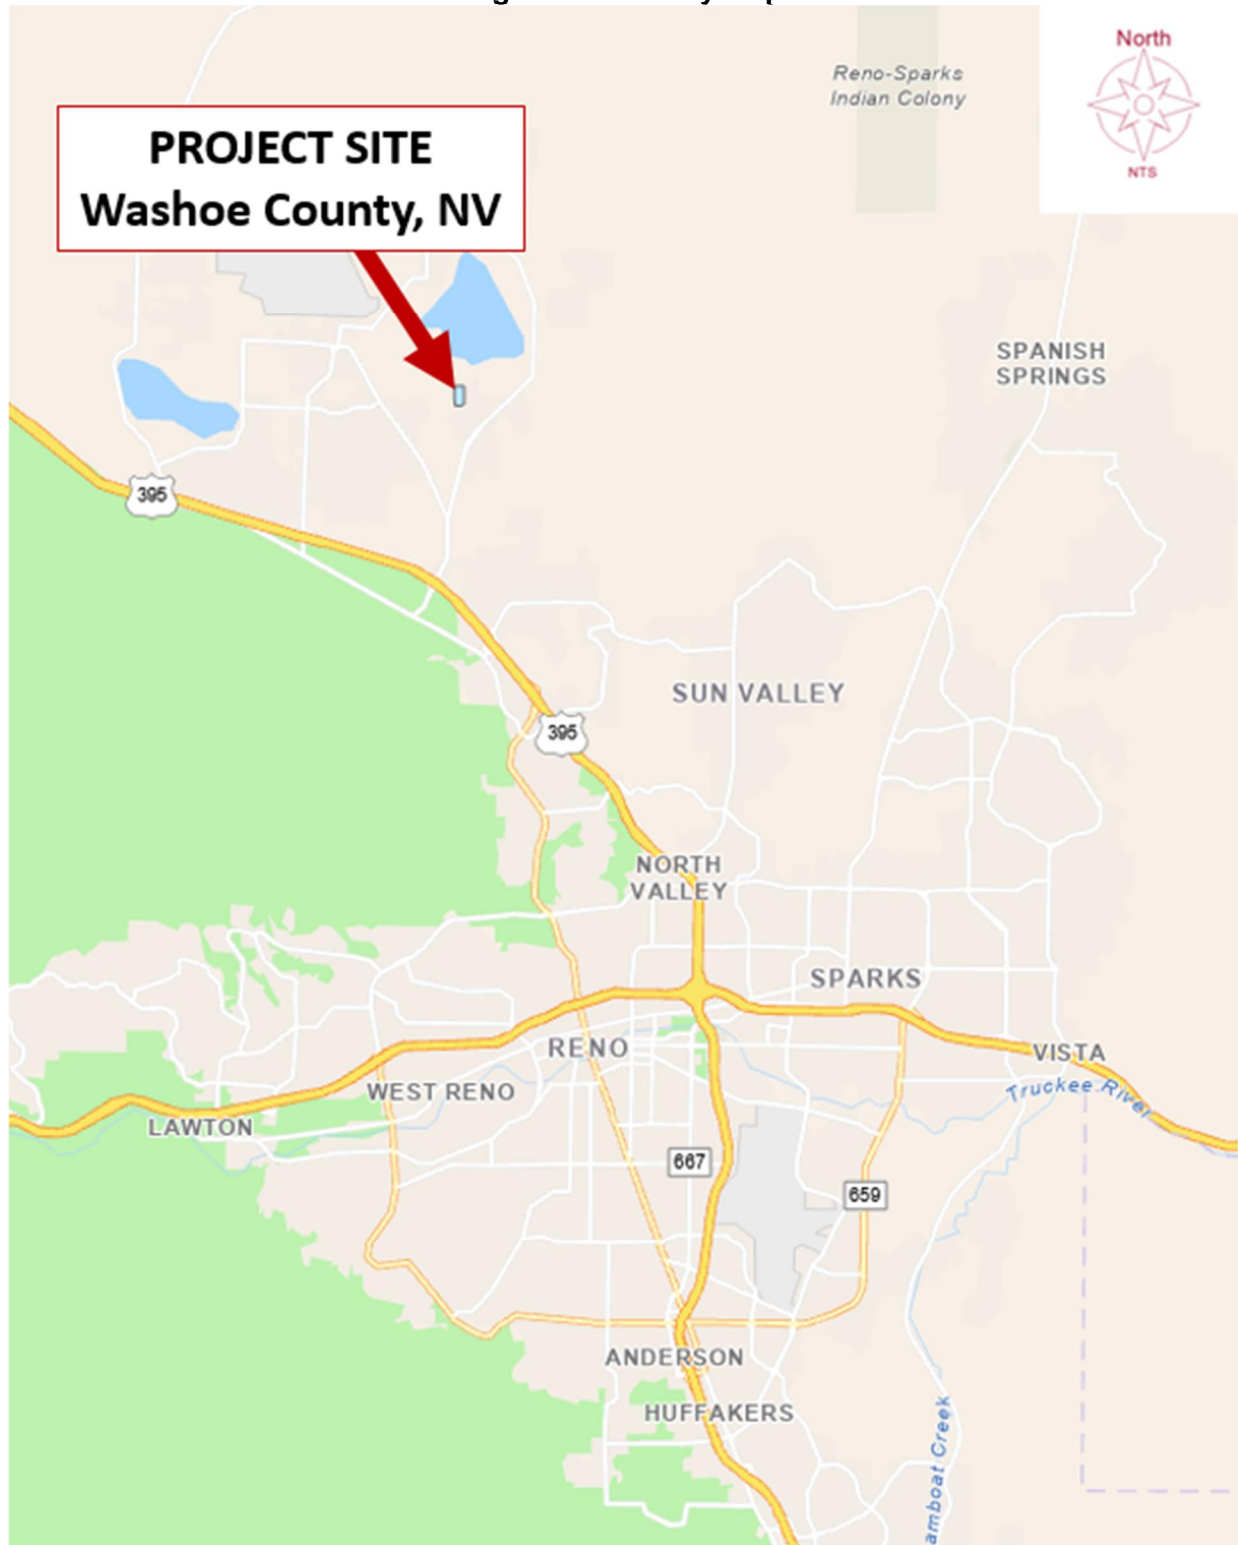 North
Reno-Sparks
Indian Colony
NTS
PROJECT SITE
Washoe County, NV
SPANISH
SPRINGS
395
SUN VALLEY
395
NORTH
VALLEY
SPARKS
RENO
VISTA
WEST RENO
Truckee River
LAWTON
667
659
ANDERSON
HUFFAKERS
amboat Creek